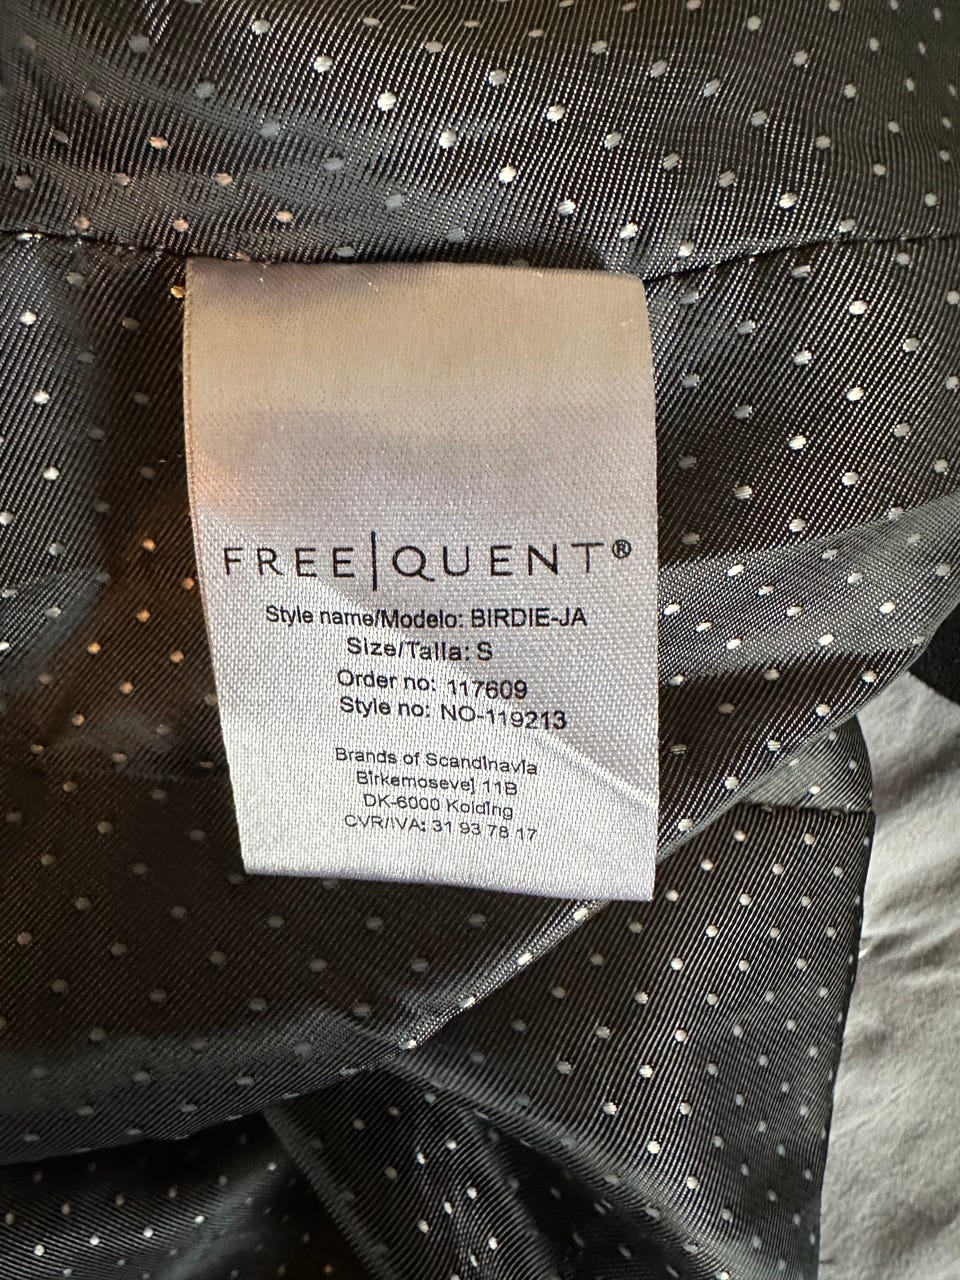 FREE|QUENT®
Style name/Modelo: BIRDIE-JA
Size/Talla: S
Order no: 117609
Style no: NO-119213
Brands of Scandinavia
Birkemosevej 11B
DK-6000 Kolding
CVR/IVA: 31 93 78 17